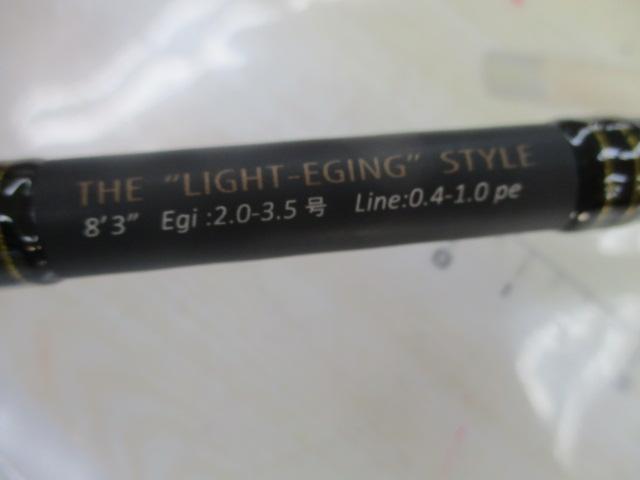 THE "LIGHT-EGING" STYLE
8'3" Egi :2.0-3.5 号 Line:0.4-1.0 pe